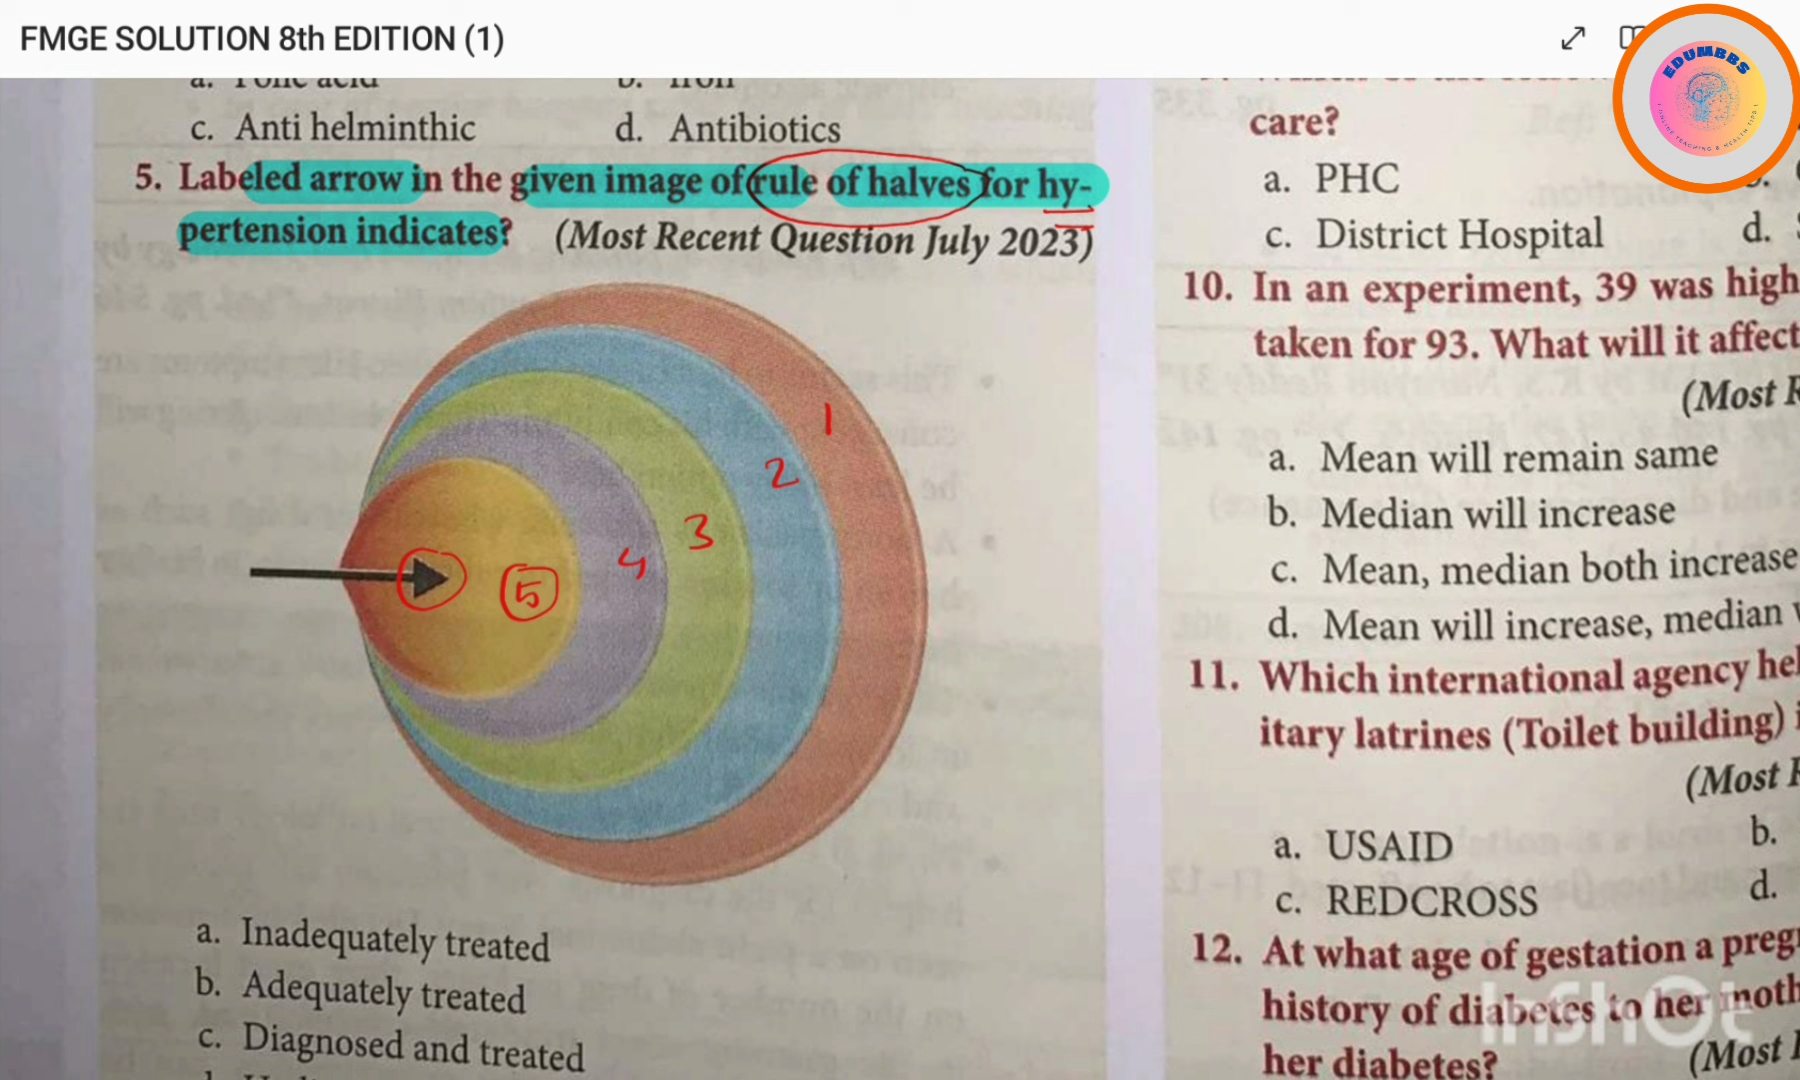 FMGE SOLUTION 8th EDITION (1)
EDUMBBS
c. Anti helminthic d. Antibiotics
5. Labeled arrow in the given image of rule of halves for hy-
pertension indicates? (Most Recent Question July 2023)
1
2
3
4
5
a. Inadequately treated
b. Adequately treated
c. Diagnosed and treated
care?
a. PHC
c. District Hospital d.
10. In an experiment, 39 was high
taken for 93. What will it affect
(Most
a. Mean will remain same
b. Median will increase
c. Mean, median both increase
d. Mean will increase, median
11. Which international agency hel
itary latrines (Toilet building)
(Most
a. USAID b.
c. REDCROSS d.
12. At what age of gestation a preg
history of diabetes to her moth
her diabetes?
(Most
InShOt